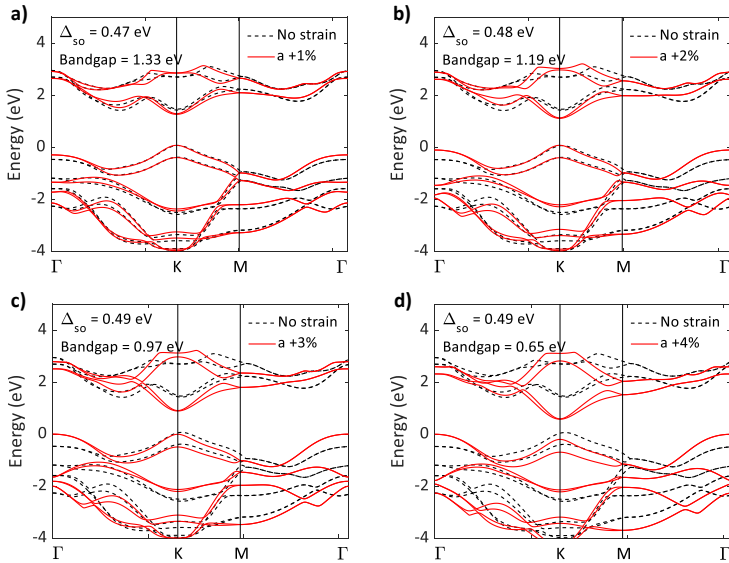 a)
Δso = 0.47 eV
Bandgap = 1.33 eV
No strain
a +1%
Energy (eV)
4
2
0
-2
-4
Γ
K
M
Γ
b)
Δso = 0.48 eV
Bandgap = 1.19 eV
No strain
a +2%
Energy (eV)
4
2
0
-2
-4
Γ
K
M
Γ
c)
Δso = 0.49 eV
Bandgap = 0.97 eV
No strain
a +3%
Energy (eV)
4
2
0
-2
-4
Γ
K
M
Γ
d)
Δso = 0.49 eV
Bandgap = 0.65 eV
No strain
a +4%
Energy (eV)
4
2
0
-2
-4
Γ
K
M
Γ